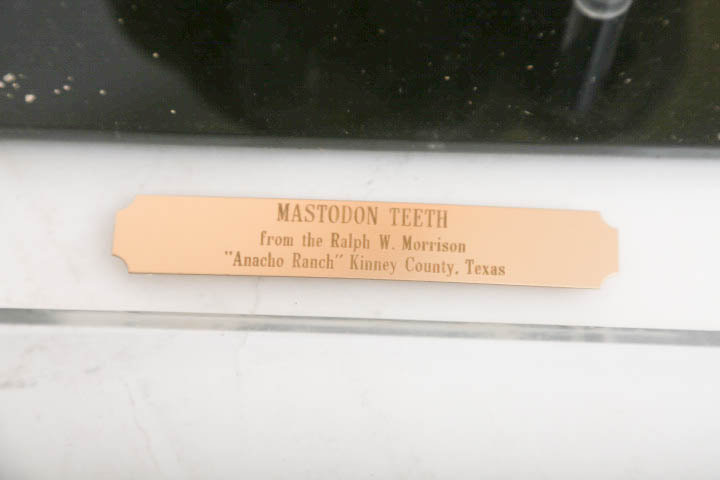 MASTODON TEETH
from the Ralph W. Morrison
"Anacho Ranch" Kinney County, Texas